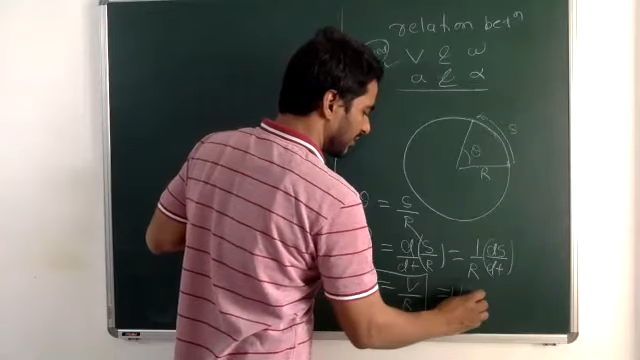 relation betⁿ
V & ω
a & α
S
θ
R
θ = S/R
= d/dt (S/R) = 1/R (ds/dt)
= V/R =